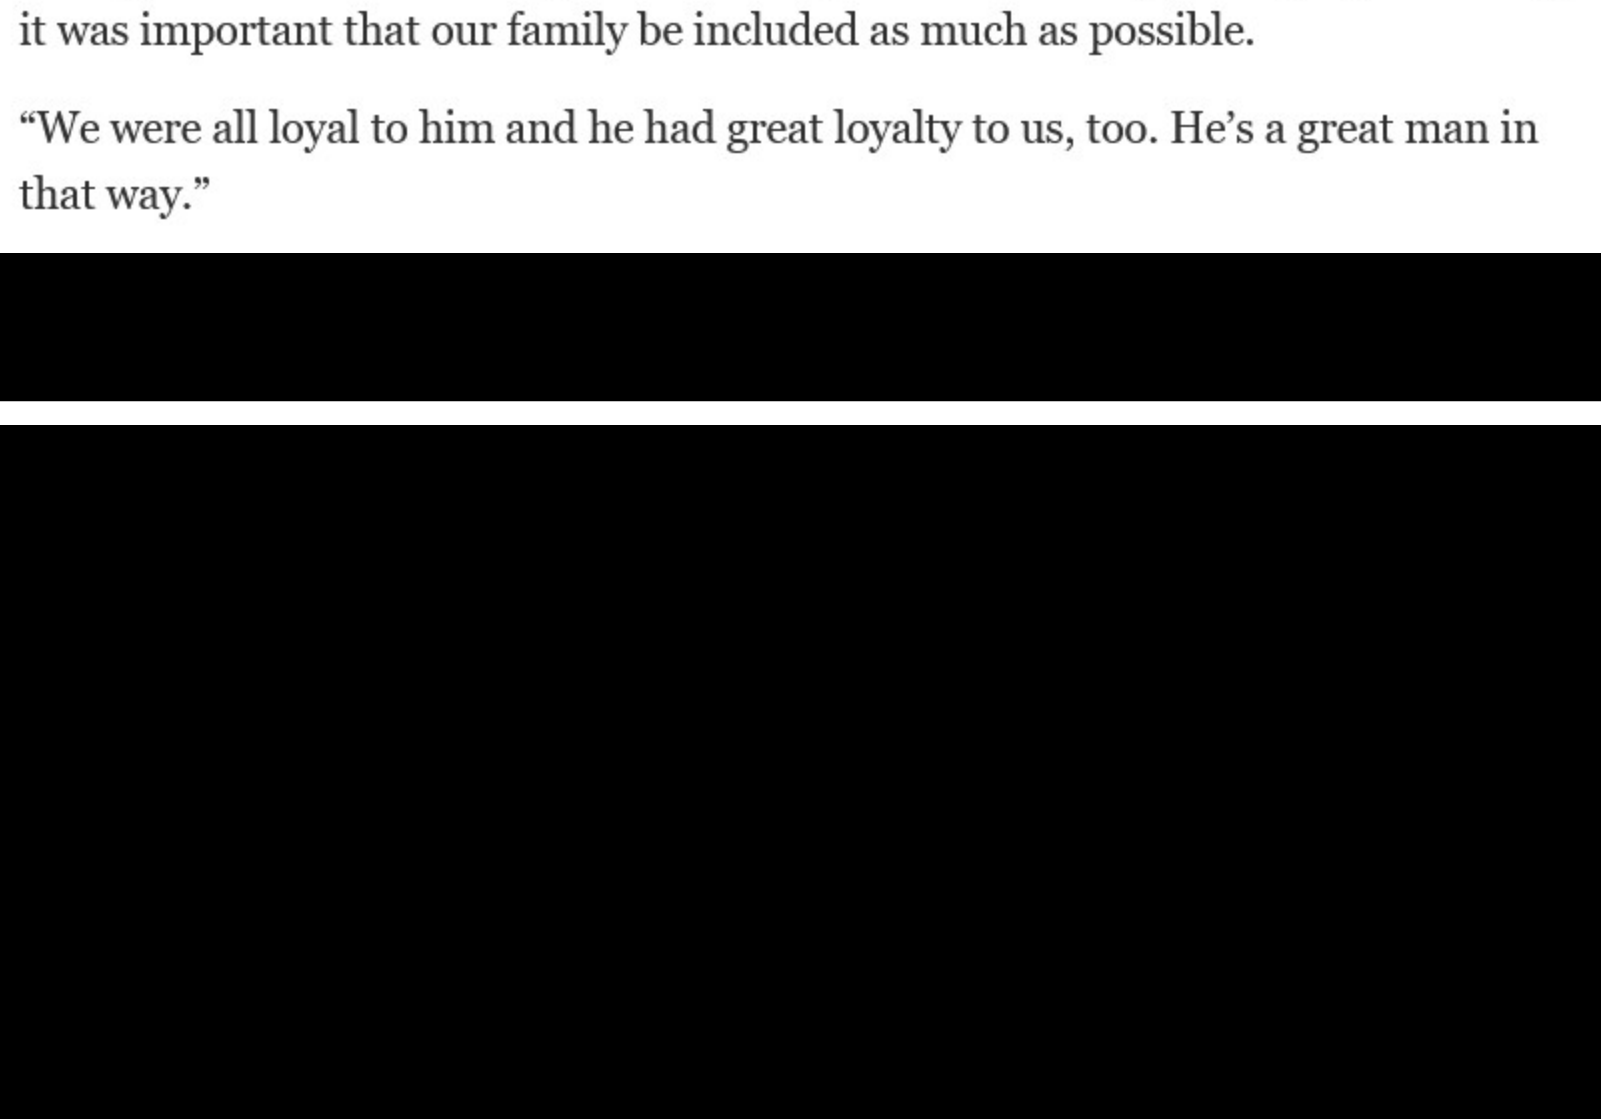 it was important that our family be included as much as possible.
“We were all loyal to him and he had great loyalty to us, too. He’s a great man in
that way.”